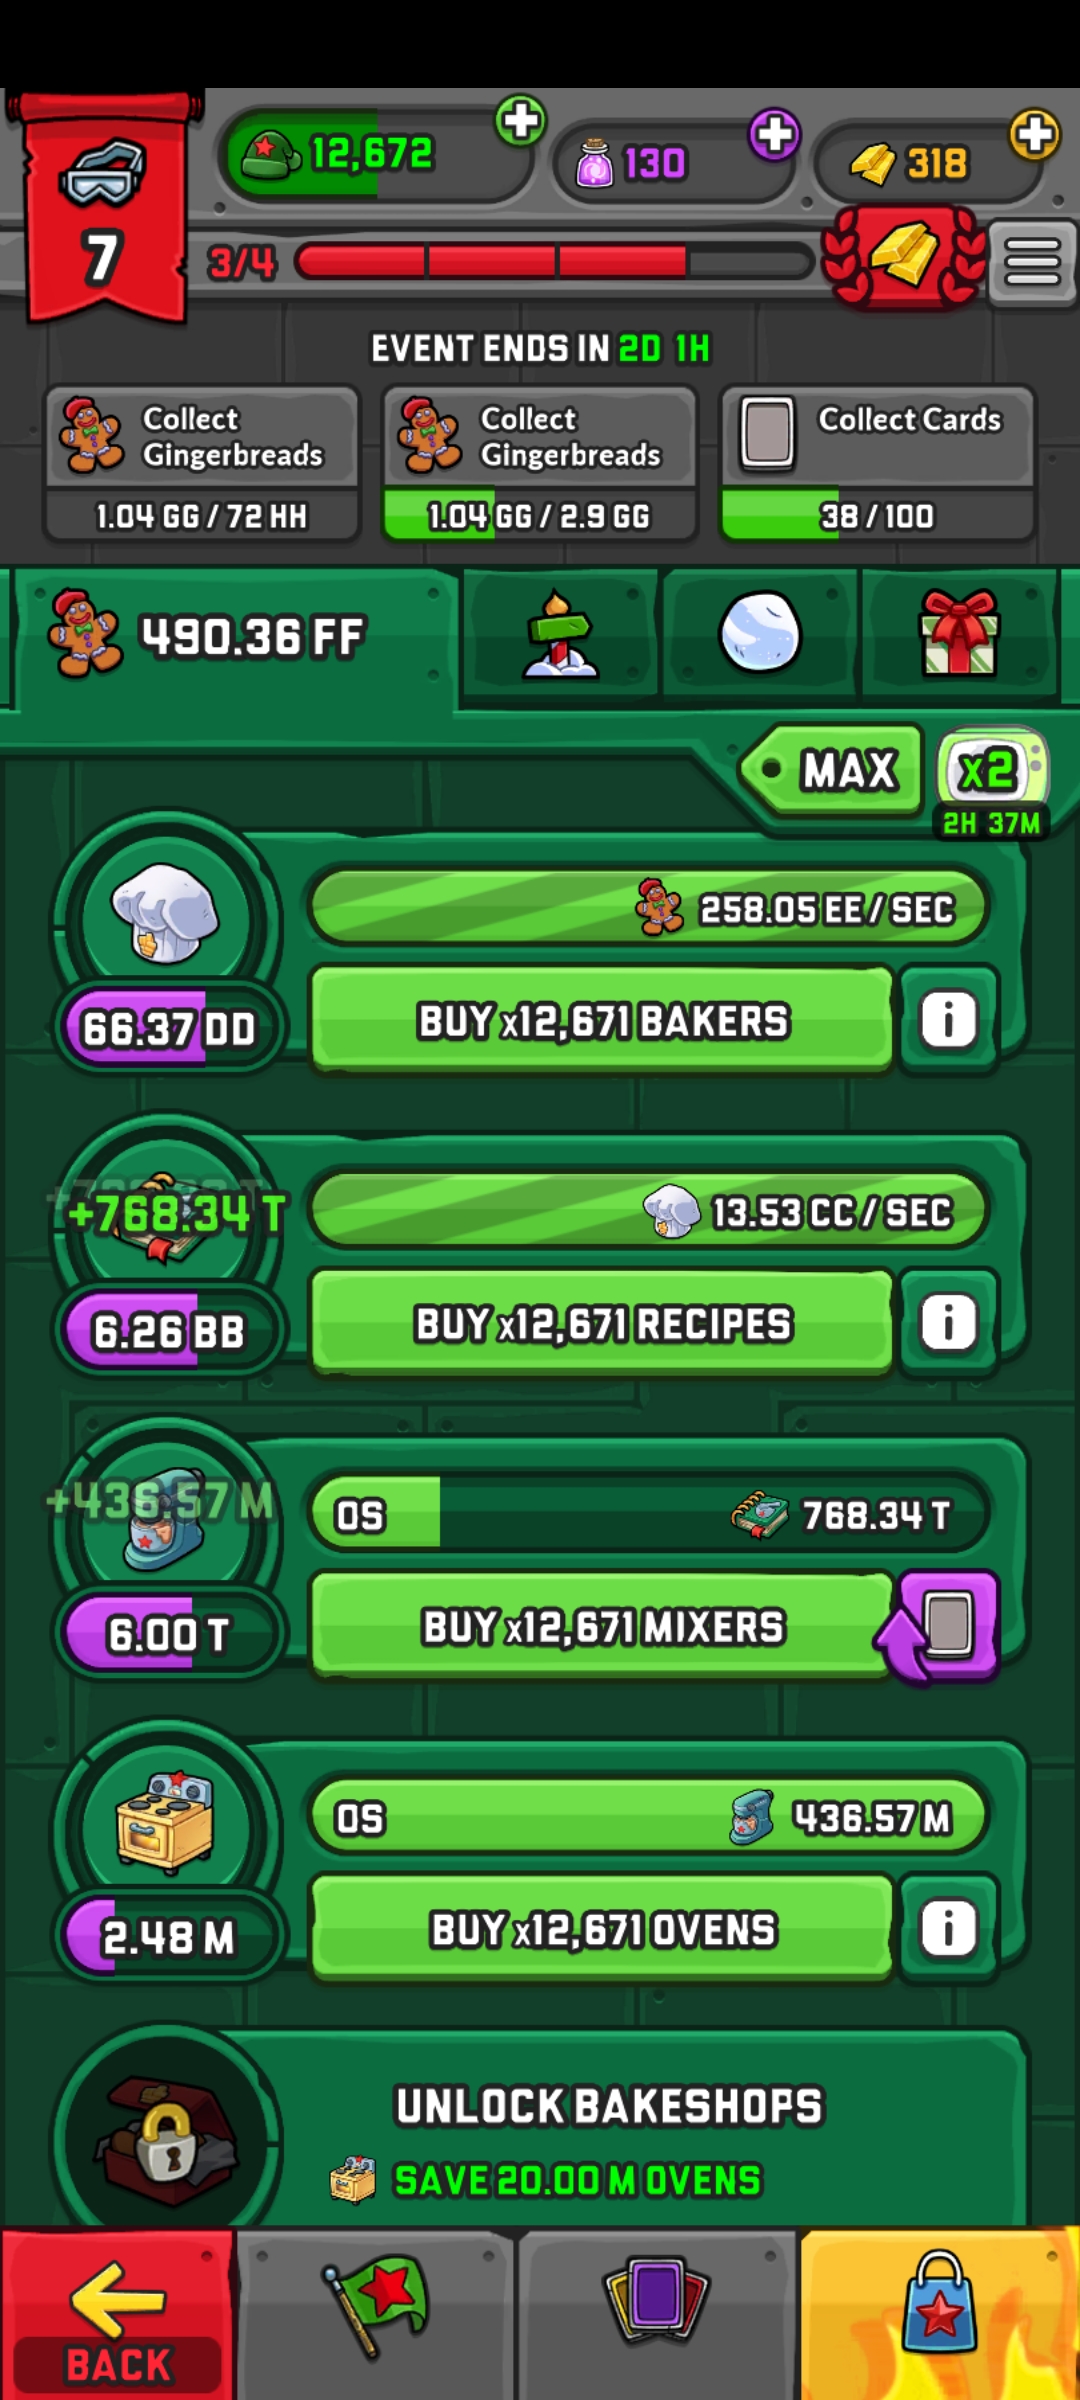 12,672
130
318
7
3/4
EVENT ENDS IN 2D 1H
Collect
Gingerbreads
1.04 GG / 72 HH
Collect
Gingerbreads
1.04 GG / 2.9 GG
Collect Cards
38 / 100
490.36 FF
MAX
x2
2H 37M
258.05 EE / SEC
66.37 DD
BUY x12,671 BAKERS
i
+768.34 T
13.53 CC / SEC
6.26 BB
BUY x12,671 RECIPES
i
+436.57 M
0S
768.34 T
6.00 T
BUY x12,671 MIXERS
0S
436.57 M
2.48 M
BUY x12,671 OVENS
i
UNLOCK BAKESHOPS
SAVE 20.00 M OVENS
BACK